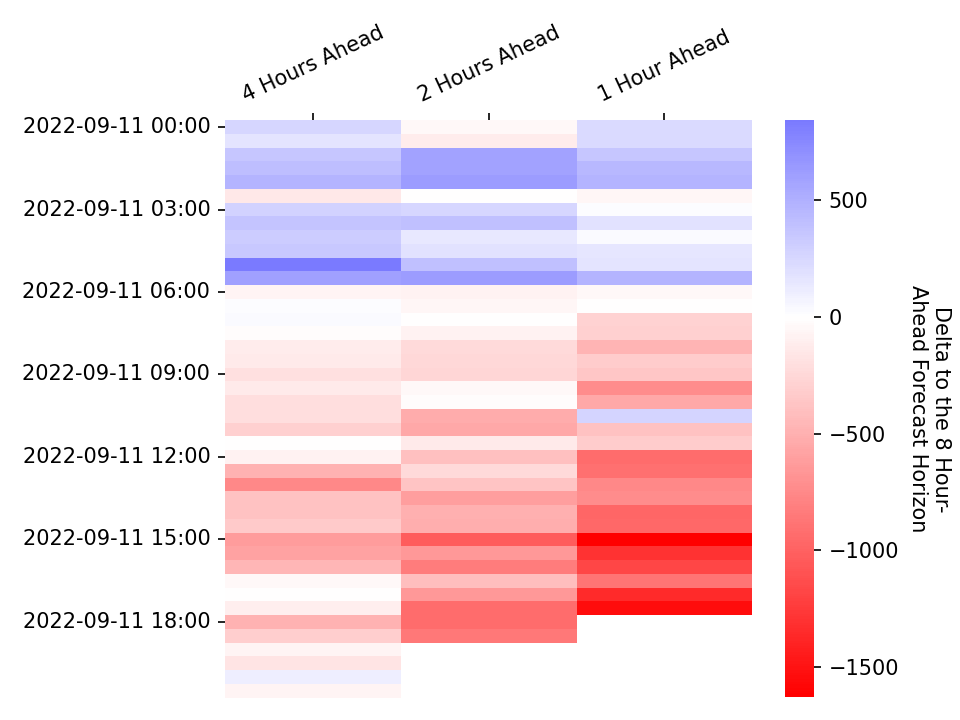 4 Hours Ahead
2 Hours Ahead
1 Hour Ahead
2022-09-11 00:00
2022-09-11 03:00
2022-09-11 06:00
2022-09-11 09:00
2022-09-11 12:00
2022-09-11 15:00
2022-09-11 18:00
500
0
−500
−1000
−1500
Delta to the 8 Hour-
Ahead Forecast Horizon